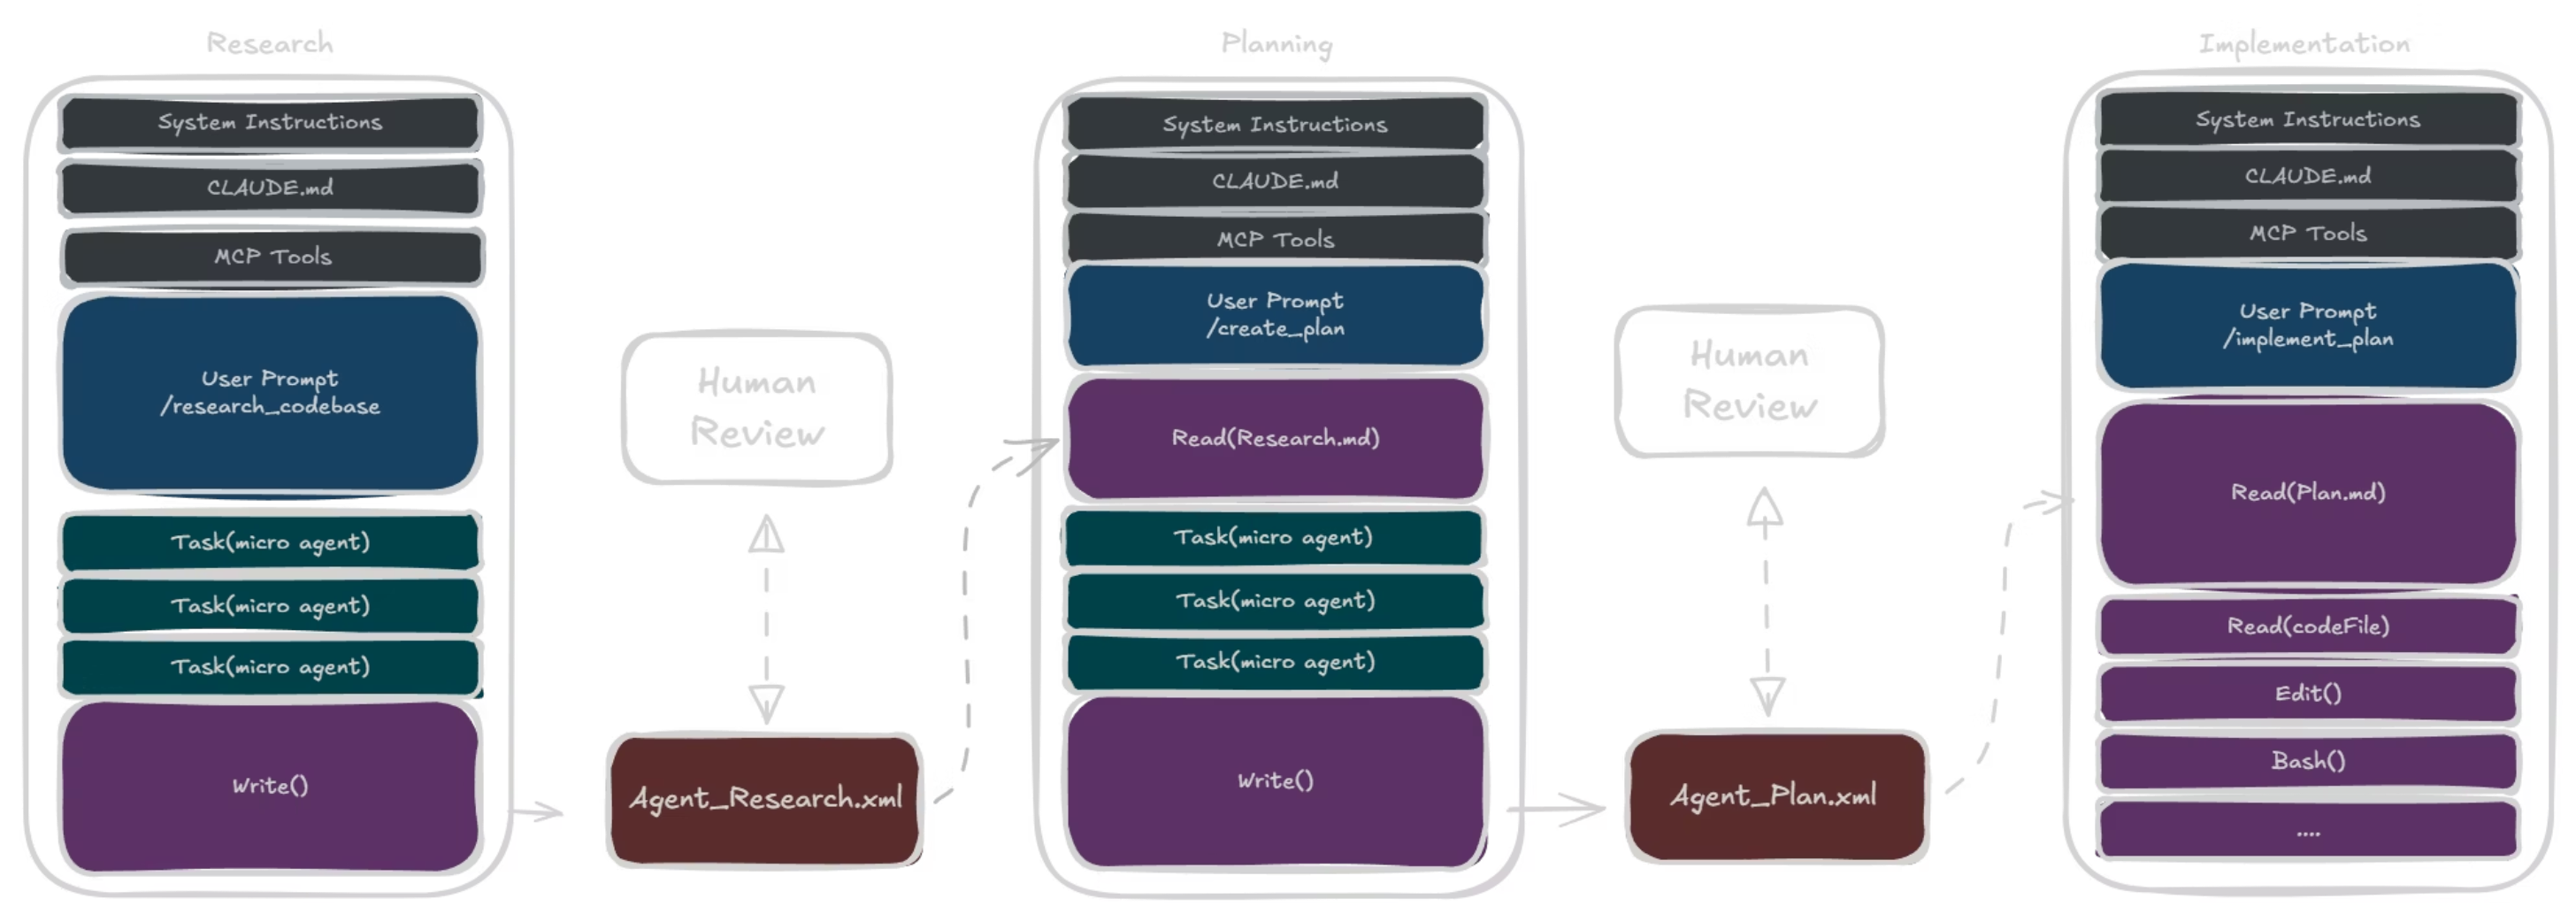 Research
System Instructions
CLAUDE.md
MCP Tools
User Prompt
/research_codebase
Task(micro agent)
Task(micro agent)
Task(micro agent)
Write()
Human
Review
Agent_Research.xml
Planning
System Instructions
CLAUDE.md
MCP Tools
User Prompt
/create_plan
Read(Research.md)
Task(micro agent)
Task(micro agent)
Task(micro agent)
Write()
Human
Review
Agent_Plan.xml
Implementation
System Instructions
CLAUDE.md
MCP Tools
User Prompt
/implement_plan
Read(Plan.md)
Read(codeFile)
Edit()
Bash()
....